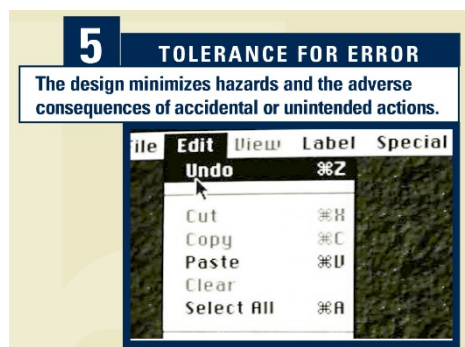 5 TOLERANCE FOR ERROR
The design minimizes hazards and the adverse
consequences of accidental or unintended actions.
ile Edit View Label Special
Undo ⌘Z
Cut ⌘X
Copy ⌘C
Paste ⌘V
Clear
Select All ⌘A